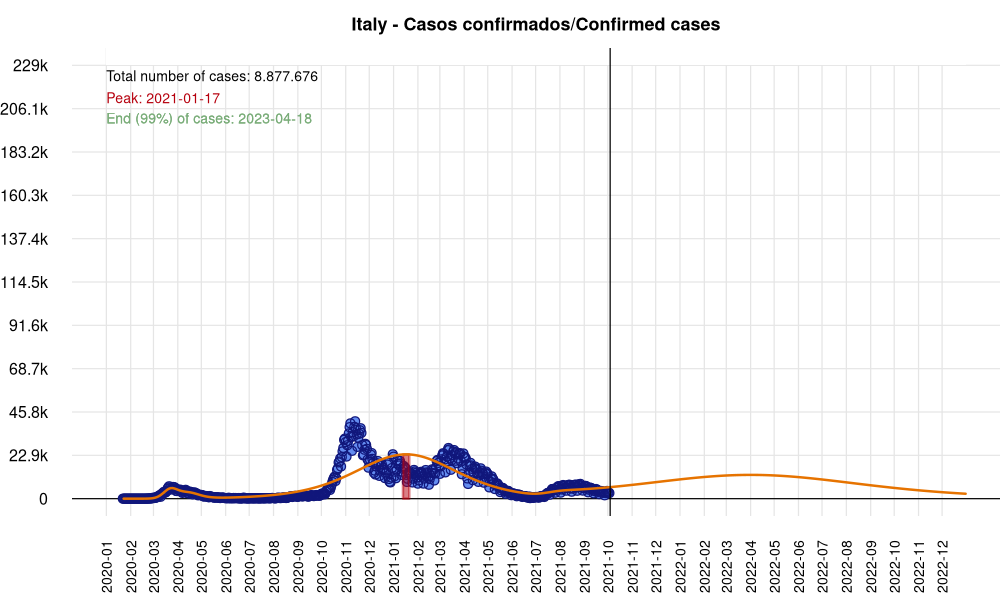 Italy - Casos confirmados/Confirmed cases
229k
Total number of cases: 8.877.676
Peak: 2021-01-17
206.1k
End (99%) of cases: 2023-04-18
183.2k
160.3k
137.4k
114.5k
91.6k
68.7k
45.8k
22.9k
0
2020-01
2020-02
2020-03
2020-04
2020-05
2020-06
2020-07
2020-08
2020-09
2020-10
2020-11
2020-12
2021-01
2021-02
2021-03
2021-04
2021-05
2021-06
2021-07
2021-08
2021-09
2021-10
2021-11
2021-12
2022-01
2022-02
2022-03
2022-04
2022-05
2022-06
2022-07
2022-08
2022-09
2022-10
2022-11
2022-12